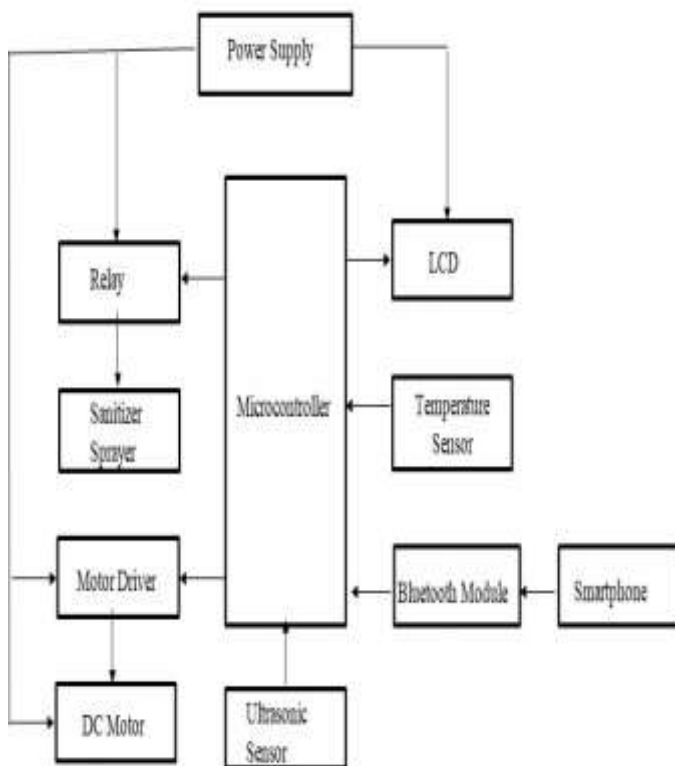 Power Supply
Relay
LCD
Sanitizer
Sprayer
Microcontroller
Temperature
Sensor
Motor Driver
Bluetooth Module
Smartphone
DC Motor
Ultrasonic
Sensor